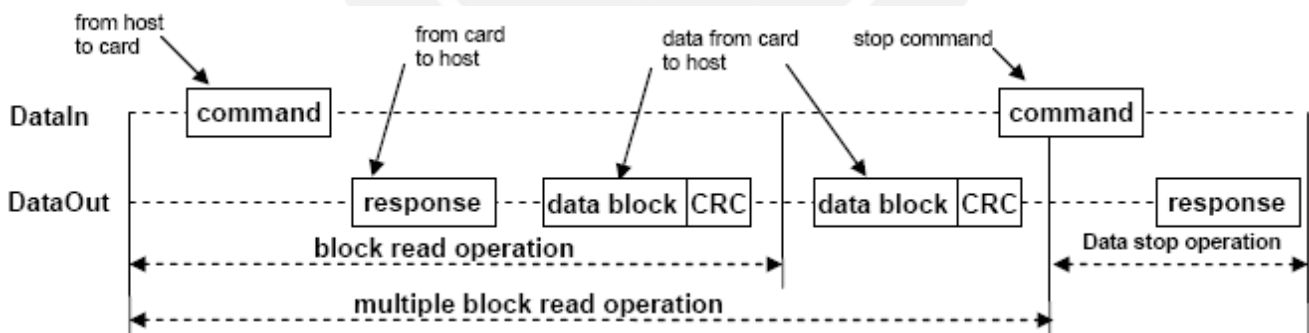 from host
to card
from card
to host
data from card
to host
stop command
DataIn
command
command
DataOut
response
data block
CRC
data block
CRC
response
block read operation
Data stop operation
multiple block read operation